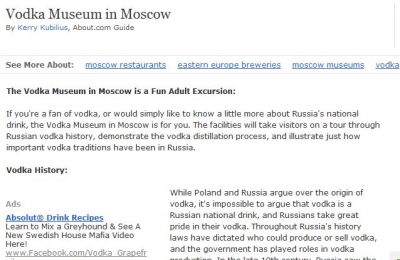 Vodka Museum in Moscow
By Kerry Kubilius, About.com Guide
See More About: moscow restaurants eastern europe breweries moscow museums vodka
The Vodka Museum in Moscow is a Fun Adult Excursion:
If you're a fan of vodka, or would simply like to know a little more about Russia's national
drink, the Vodka Museum in Moscow is for you. The facilities will take visitors on a tour through
Russian vodka history, demonstrate the vodka distillation process, and illustrate just how
important vodka traditions have been in Russia.
Vodka History:
While Poland and Russia argue over the origin of
vodka, it's impossible to argue that vodka is a
Russian national drink, and Russians take great
pride in their vodka. Throughout Russia's history
laws have dictated who could produce or sell vodka,
and the government has played roles in vodka
production. In the late 19th century, Russia saw the
Ads
Absolut® Drink Recipes
Learn to Mix a Greyhound & See A
New Swedish House Mafia Video
Here!
www.Facebook.com/Vodka_Grapefr